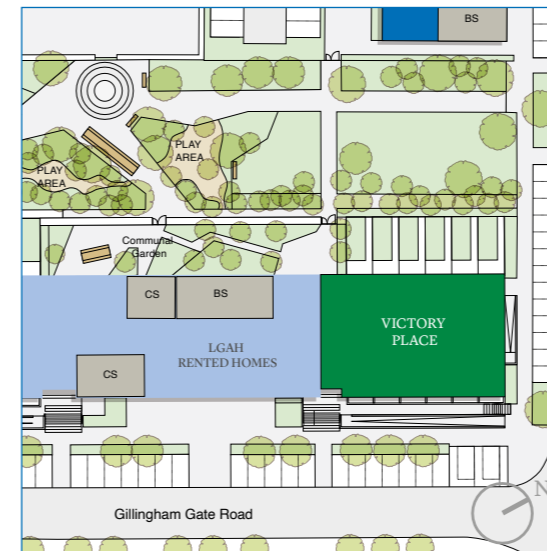 BS
PLAY
AREA
PLAY
AREA
Communal
Garden
CS
BS
VICTORY
PLACE
LGAH
RENTED HOMES
CS
N
Gillingham Gate Road